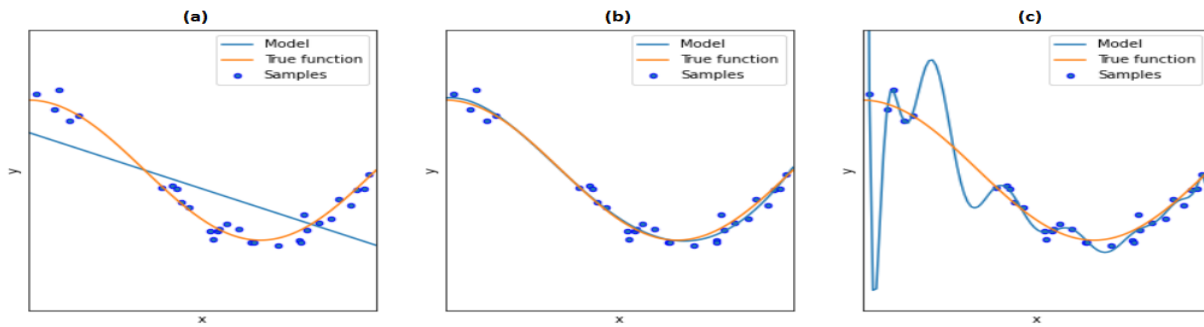 (a)
Model
True function
Samples
y
x
(b)
Model
True function
Samples
y
x
(c)
Model
True function
Samples
y
x